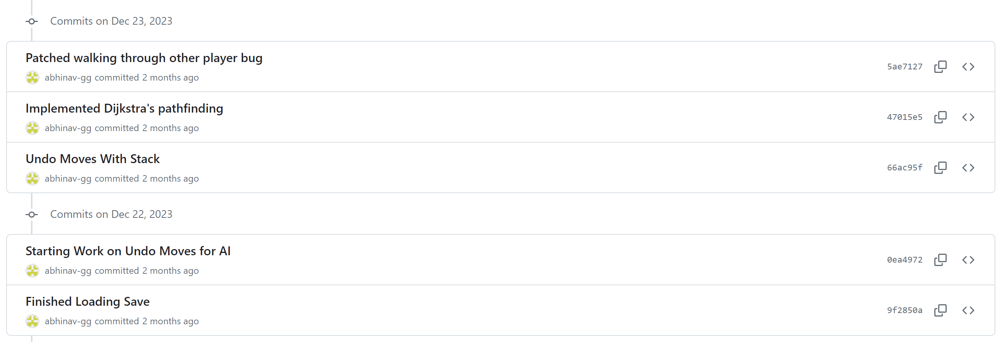 Commits on Dec 23, 2023
Patched walking through other player bug
abhinav-gg committed 2 months ago
5ae7127
Implemented Dijkstra's pathfinding
abhinav-gg committed 2 months ago
47015e5
Undo Moves With Stack
abhinav-gg committed 2 months ago
66ac95f
Commits on Dec 22, 2023
Starting Work on Undo Moves for AI
abhinav-gg committed 2 months ago
0ea4972
Finished Loading Save
abhinav-gg committed 2 months ago
9f2850a